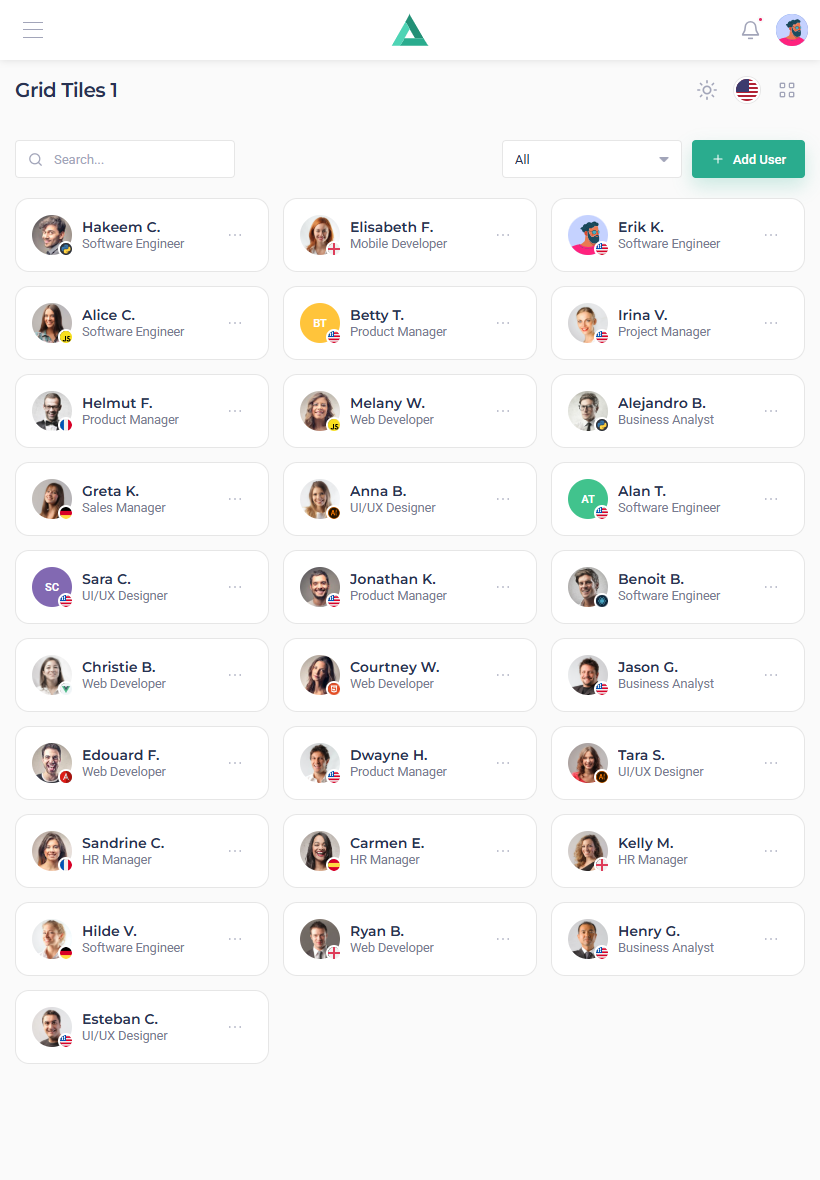 Grid Tiles 1
Search...
All
+ Add User
Hakeem C.
Software Engineer
Elisabeth F.
Mobile Developer
Erik K.
Software Engineer
Alice C.
Software Engineer
JS
BT
Betty T.
Product Manager
Irina V.
Project Manager
Helmut F.
Product Manager
Melany W.
Web Developer
JS
Alejandro B.
Business Analyst
Greta K.
Sales Manager
Anna B.
UI/UX Designer
Ai
AT
Alan T.
Software Engineer
SC
Sara C.
UI/UX Designer
Jonathan K.
Product Manager
Benoit B.
Software Engineer
Christie B.
Web Developer
Courtney W.
Web Developer
5
Jason G.
Business Analyst
Edouard F.
Web Developer
A
Dwayne H.
Product Manager
Tara S.
UI/UX Designer
Ai
Sandrine C.
HR Manager
Carmen E.
HR Manager
Kelly M.
HR Manager
Hilde V.
Software Engineer
Ryan B.
Web Developer
Henry G.
Business Analyst
Esteban C.
UI/UX Designer